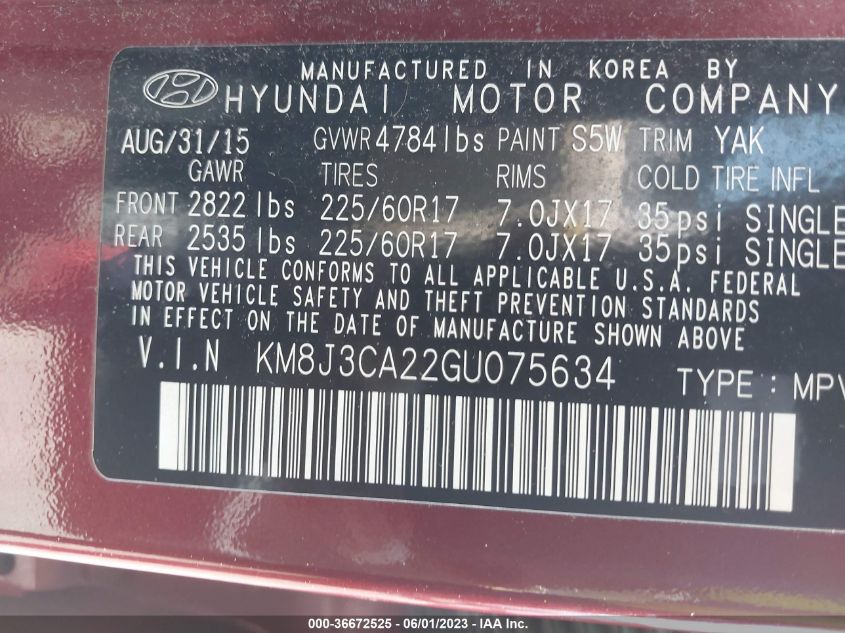 MANUFACTURED IN KOREA BY
HYUNDAI MOTOR COMPANY
AUG/31/15 GVWR 4784 lbs PAINT S5W TRIM YAK
GAWR TIRES RIMS COLD TIRE INFL
FRONT 2822 lbs 225/60R17 7.0JX17 35psi SINGLE
REAR 2535 lbs 225/60R17 7.0JX17 35psi SINGLE
THIS VEHICLE CONFORMS TO ALL APPLICABLE U.S.A. FEDERAL
MOTOR VEHICLE SAFETY AND THEFT PREVENTION STANDARDS
IN EFFECT ON THE DATE OF MANUFACTURE SHOWN ABOVE
V.I.N KM8J3CA22GU075634 TYPE : MPV
000-36672525 - 06/01/2023 - IAAI.com